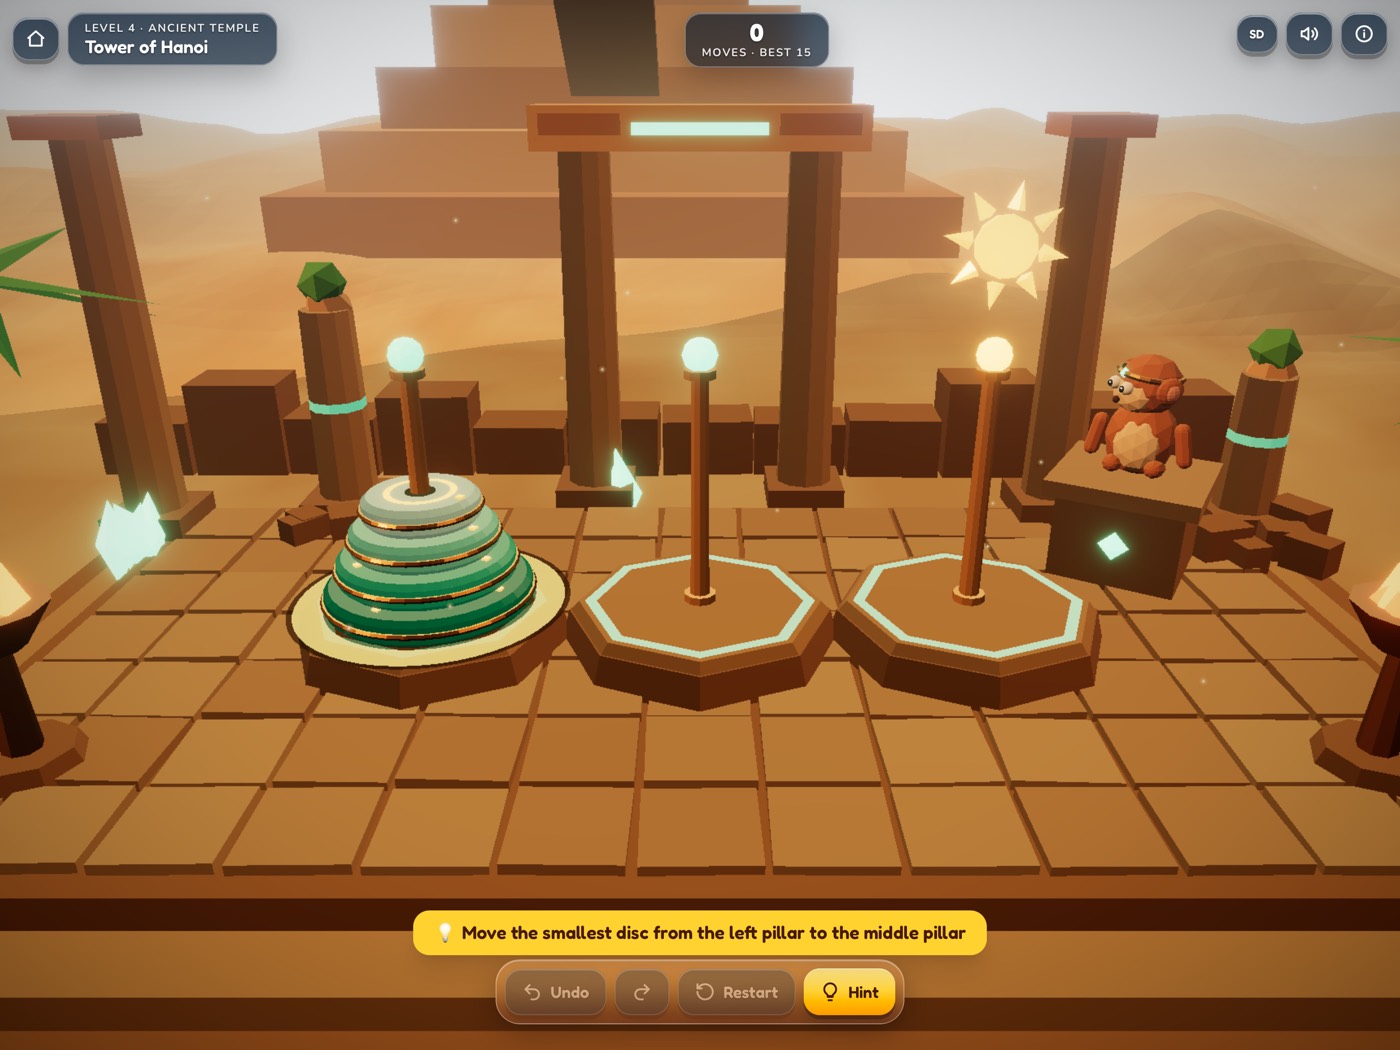 LEVEL 4 · ANCIENT TEMPLE
Tower of Hanoi
0
MOVES · BEST 15
SD
Move the smallest disc from the left pillar to the middle pillar
Undo
Restart
Hint